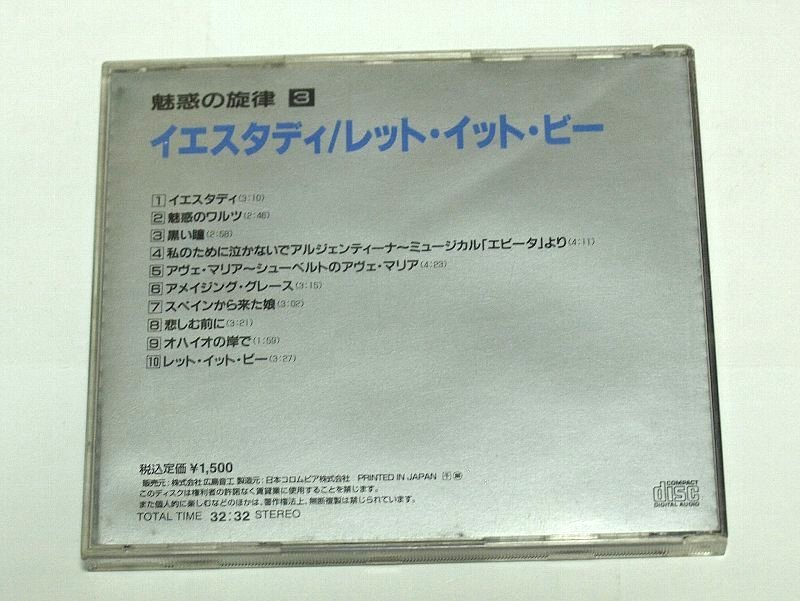 魅惑の旋律 3
イエスタディ/レット・イット・ビー
1 イエスタディ(3:10)
2 魅惑のワルツ(2:46)
3 黒い瞳(2:58)
4 私のために泣かないでアルジェンティーナ〜ミュージカル「エビータ」より(4:11)
5 アヴェ・マリア〜シューベルトのアヴェ・マリア(4:23)
6 アメイジング・グレース(3:15)
7 スペインから来た娘(3:02)
8 悲しむ前に(3:21)
9 オハイオの岸で(1:59)
10 レット・イット・ビー(3:27)
税込定価 ¥1,500
販売元:株式会社 広島音工 製造元:日本コロムビア株式会社 PRINTED IN JAPAN
このディスクは権利者の許諾なく賃貸業に使用することを禁じます。
また個人的に楽しむなどのほかは、著作権法上、無断複製は禁じられています。
TOTAL TIME 32:32 STEREO
COMPACT
disc
DIGITAL AUDIO